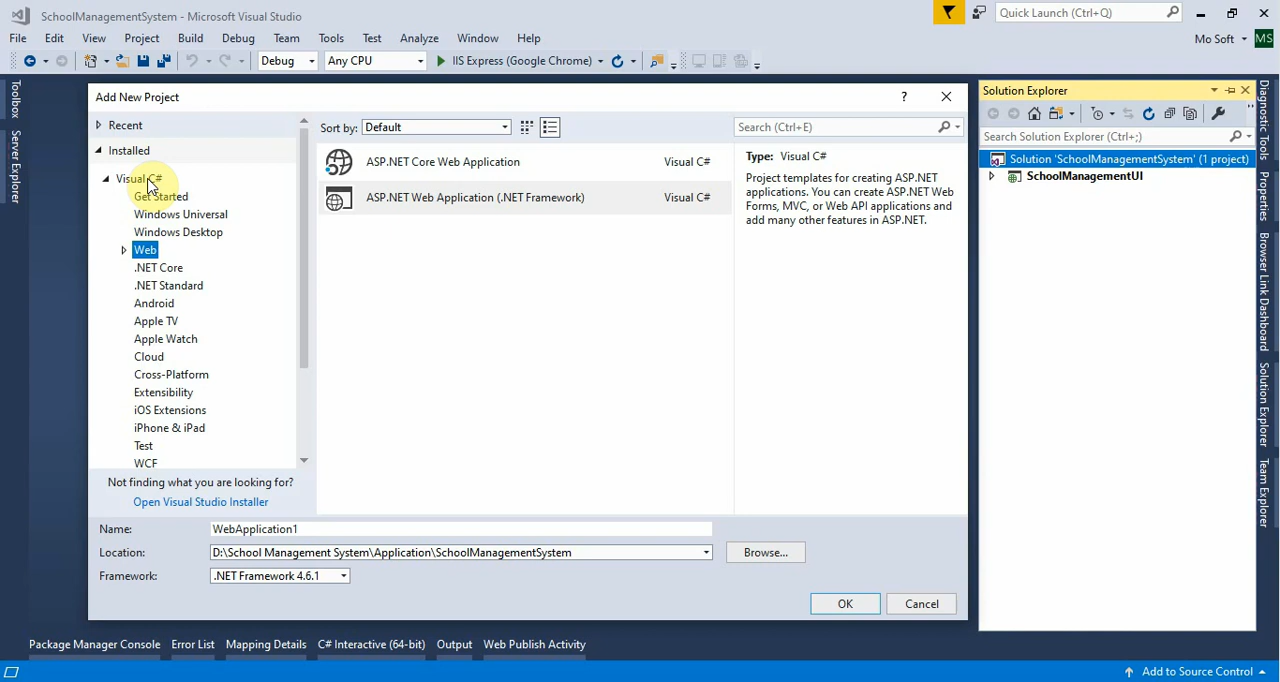 SchoolManagementSystem - Microsoft Visual Studio
Quick Launch (Ctrl+Q)
File Edit View Project Build Debug Team Tools Test Analyze Window Help
Mo Soft MS
Debug Any CPU IIS Express (Google Chrome)
Toolbox
Server Explorer
Add New Project
?
Recent
Installed
Visual C#
Get Started
Windows Universal
Windows Desktop
Web
.NET Core
.NET Standard
Android
Apple TV
Apple Watch
Cloud
Cross-Platform
Extensibility
iOS Extensions
iPhone & iPad
Test
WCF
Not finding what you are looking for?
Open Visual Studio Installer
Sort by: Default
ASP.NET Core Web Application Visual C#
ASP.NET Web Application (.NET Framework) Visual C#
Search (Ctrl+E)
Type: Visual C#
Project templates for creating ASP.NET
applications. You can create ASP.NET Web
Forms, MVC, or Web API applications and
add many other features in ASP.NET.
Name: WebApplication1
Location: D:\School Management System\Application\SchoolManagementSystem
Browse...
Framework: .NET Framework 4.6.1
OK Cancel
Solution Explorer
Search Solution Explorer (Ctrl+;)
Solution 'SchoolManagementSystem' (1 project)
SchoolManagementUI
Diagnostic Tools
Properties
Browser Link Dashboard
Solution Explorer
Team Explorer
Package Manager Console Error List Mapping Details C# Interactive (64-bit) Output Web Publish Activity
Add to Source Control